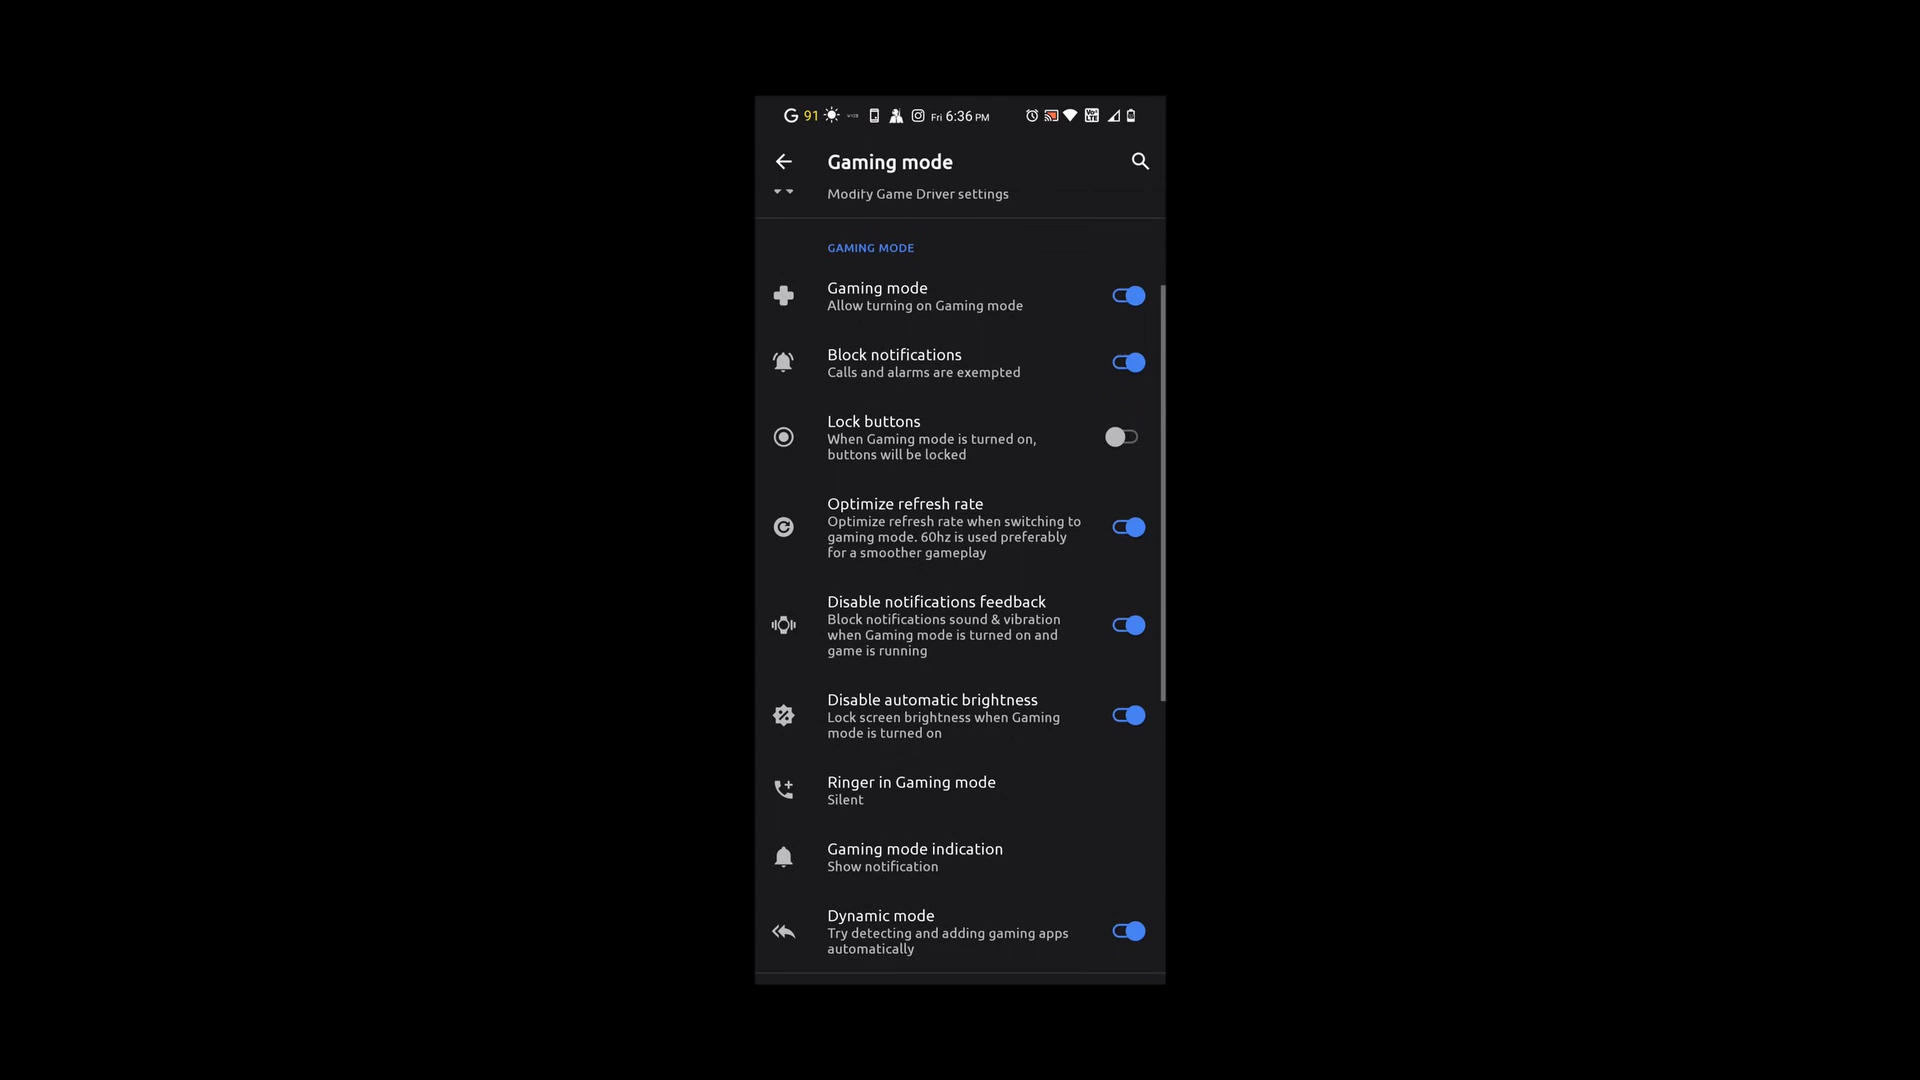 G 91 Fri 6:36 PM
Gaming mode
Modify Game Driver settings
GAMING MODE
Gaming mode
Allow turning on Gaming mode
Block notifications
Calls and alarms are exempted
Lock buttons
When Gaming mode is turned on,
buttons will be locked
Optimize refresh rate
Optimize refresh rate when switching to
gaming mode. 60hz is used preferably
for a smoother gameplay
Disable notifications feedback
Block notifications sound & vibration
when Gaming mode is turned on and
game is running
Disable automatic brightness
Lock screen brightness when Gaming
mode is turned on
Ringer in Gaming mode
Silent
Gaming mode indication
Show notification
Dynamic mode
Try detecting and adding gaming apps
automatically